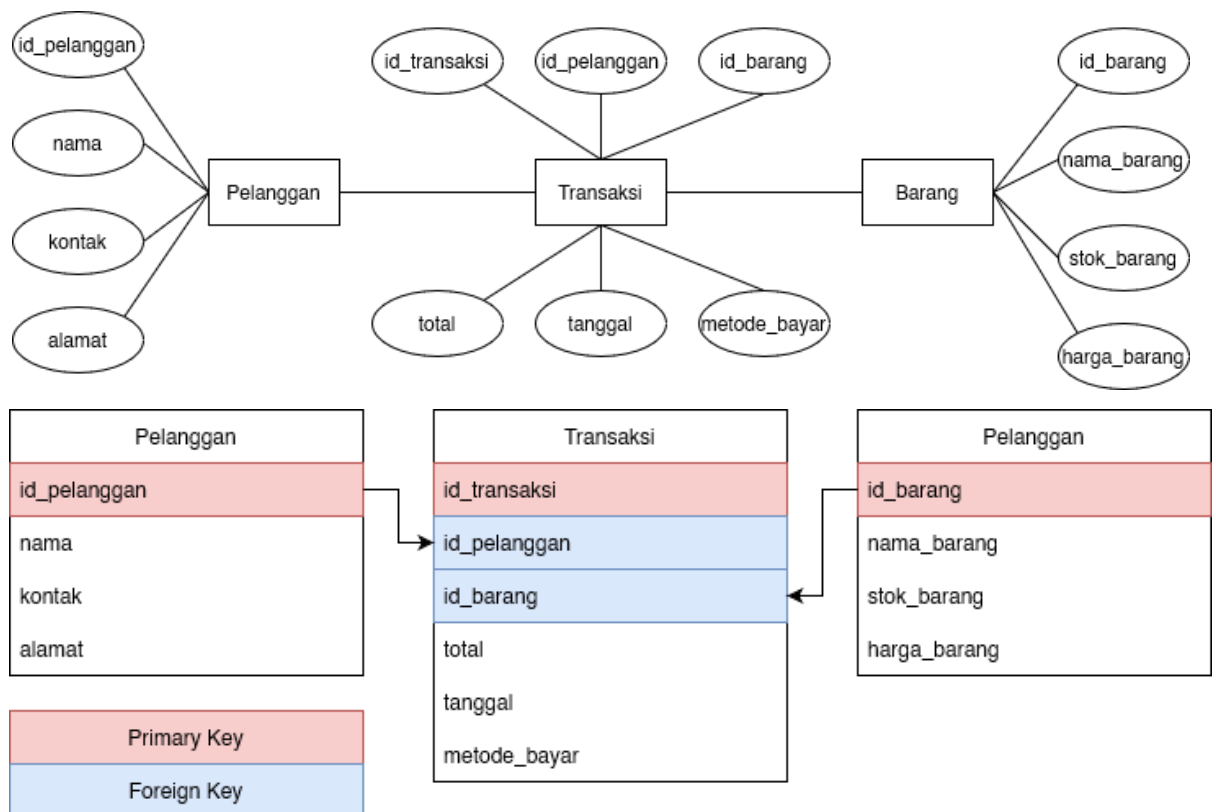 id_pelanggan
nama
kontak
alamat
Pelanggan
id_transaksi
id_pelanggan
id_barang
Transaksi
total
tanggal
metode_bayar
Barang
id_barang
nama_barang
stok_barang
harga_barang
Pelanggan
id_pelanggan
nama
kontak
alamat
Transaksi
id_transaksi
id_pelanggan
id_barang
total
tanggal
metode_bayar
Pelanggan
id_barang
nama_barang
stok_barang
harga_barang
Primary Key
Foreign Key